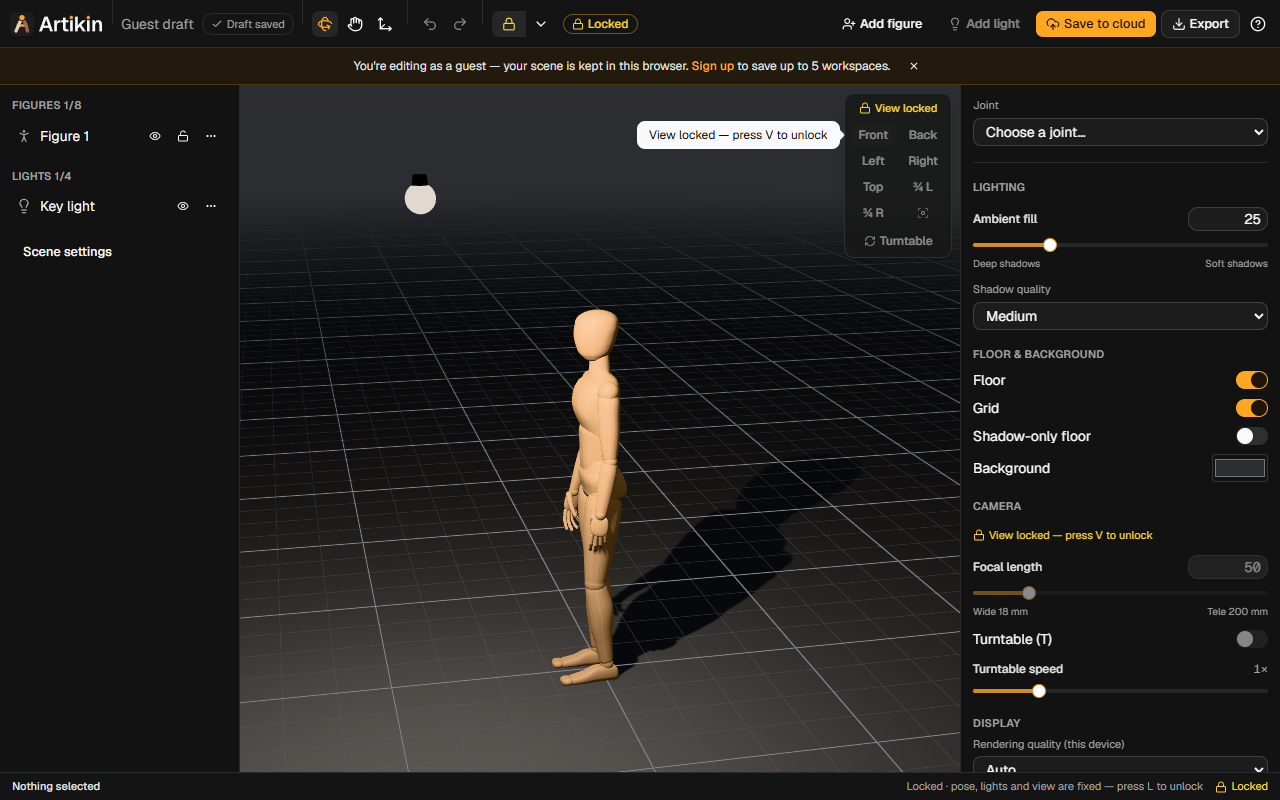 Artikin
Guest draft
Draft saved
Locked
Add figure
Add light
Save to cloud
Export
You're editing as a guest — your scene is kept in this browser. Sign up to save up to 5 workspaces.
FIGURES 1/8
Figure 1
LIGHTS 1/4
Key light
Scene settings
View locked — press V to unlock
View locked
Front Back
Left Right
Top ¾ L
¾ R
Turntable
Joint
Choose a joint...
LIGHTING
Ambient fill 25
Deep shadows Soft shadows
Shadow quality
Medium
FLOOR & BACKGROUND
Floor
Grid
Shadow-only floor
Background
CAMERA
View locked — press V to unlock
Focal length 50
Wide 18 mm Tele 200 mm
Turntable (T)
Turntable speed 1×
DISPLAY
Rendering quality (this device)
Auto
Nothing selected
Locked · pose, lights and view are fixed — press L to unlock
Locked